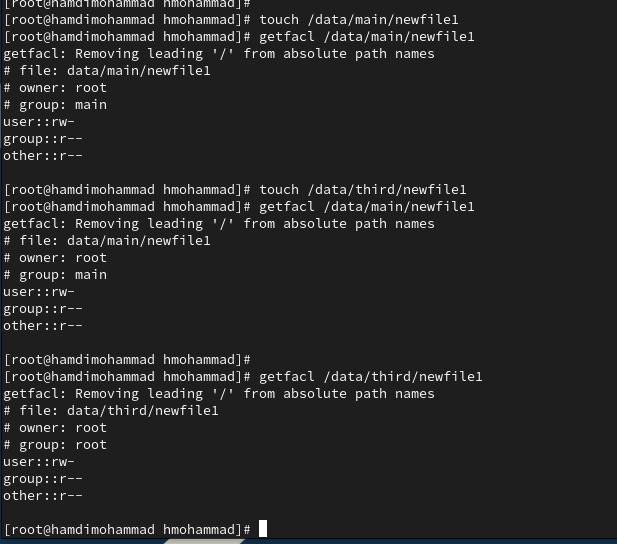 [root@hamdimohammad hmohammad]#
[root@hamdimohammad hmohammad]# touch /data/main/newfile1
[root@hamdimohammad hmohammad]# getfacl /data/main/newfile1
getfacl: Removing leading '/' from absolute path names
# file: data/main/newfile1
# owner: root
# group: main
user::rw-
group::r--
other::r--
[root@hamdimohammad hmohammad]# touch /data/third/newfile1
[root@hamdimohammad hmohammad]# getfacl /data/main/newfile1
getfacl: Removing leading '/' from absolute path names
# file: data/main/newfile1
# owner: root
# group: main
user::rw-
group::r--
other::r--
[root@hamdimohammad hmohammad]#
[root@hamdimohammad hmohammad]# getfacl /data/third/newfile1
getfacl: Removing leading '/' from absolute path names
# file: data/third/newfile1
# owner: root
# group: root
user::rw-
group::r--
other::r--
[root@hamdimohammad hmohammad]#